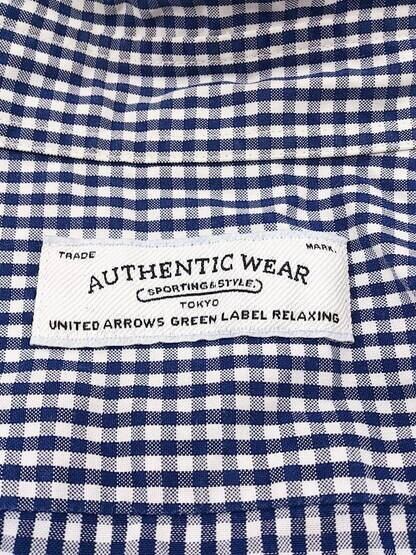 TRADE MARK.
AUTHENTIC WEAR
SPORTING & STYLE
TOKYO
UNITED ARROWS GREEN LABEL RELAXING